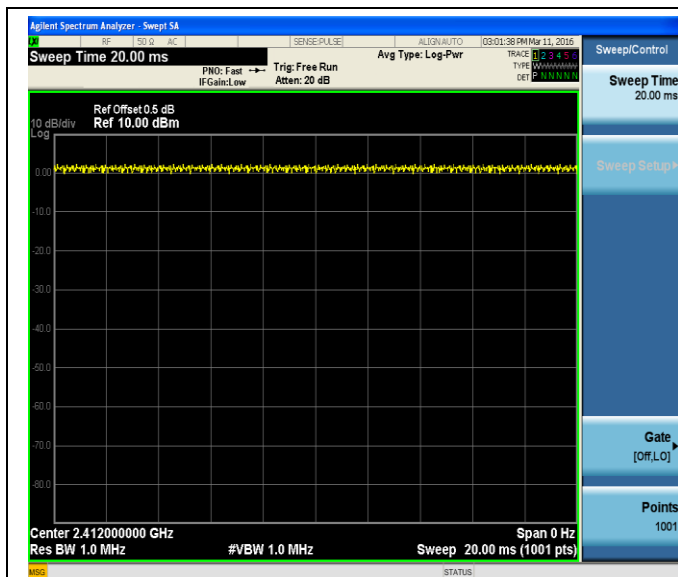 Agilent Spectrum Analyzer - Swept SA
LXI RF 50 Ω AC SENSE:PULSE ALIGNAUTO 03:01:38 PM Mar 11, 2016
Sweep Time 20.00 ms
Avg Type: Log-Pwr
TRACE 1 2 3 4 5 6
TYPE
DET P N N N N N
PNO: Fast
IFGain:Low
Trig: Free Run
Atten: 20 dB
Ref Offset 0.5 dB
10 dB/div Ref 10.00 dBm
Log
0.00
-10.0
-20.0
-30.0
-40.0
-50.0
-60.0
-70.0
-80.0
Center 2.412000000 GHz Span 0 Hz
Res BW 1.0 MHz #VBW 1.0 MHz Sweep 20.00 ms (1001 pts)
MSG STATUS
Sweep/Control
Sweep Time
20.00 ms
Sweep Setup
Gate
[Off,LO]
Points
1001